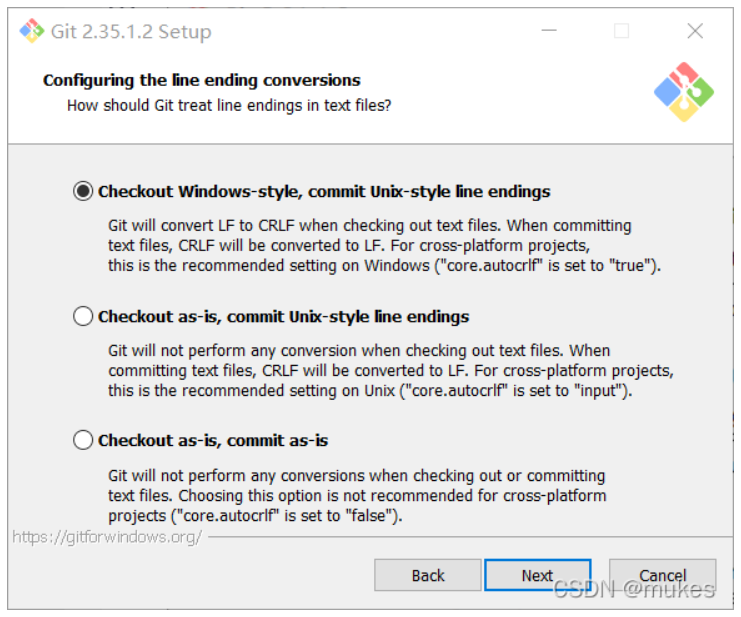 Git 2.35.1.2 Setup
Configuring the line ending conversions
How should Git treat line endings in text files?
Checkout Windows-style, commit Unix-style line endings
Git will convert LF to CRLF when checking out text files. When committing
text files, CRLF will be converted to LF. For cross-platform projects,
this is the recommended setting on Windows ("core.autocrlf" is set to "true").
Checkout as-is, commit Unix-style line endings
Git will not perform any conversion when checking out text files. When
committing text files, CRLF will be converted to LF. For cross-platform projects,
this is the recommended setting on Unix ("core.autocrlf" is set to "input").
Checkout as-is, commit as-is
Git will not perform any conversions when checking out or committing
text files. Choosing this option is not recommended for cross-platform
projects ("core.autocrlf" is set to "false").
https://gitforwindows.org/
Back Next Cancel
CSDN @mukes